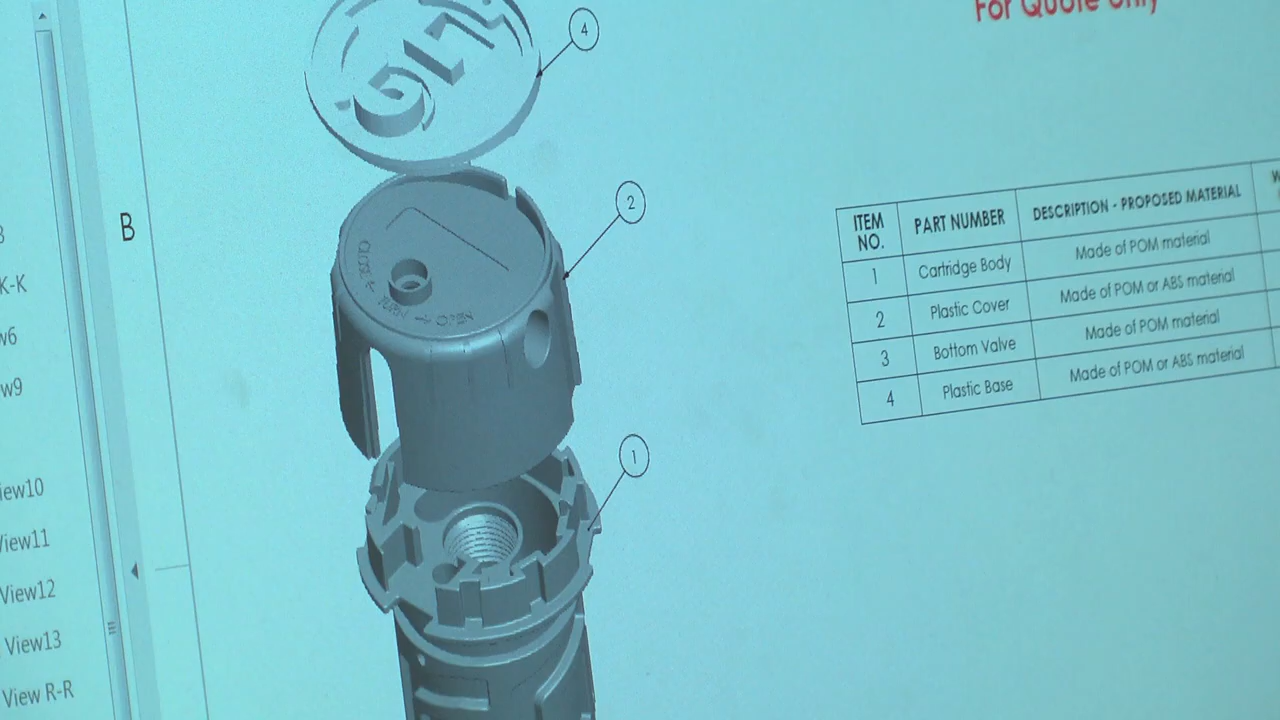 For Quote Only
4
2
1
B
ITEM NO. PART NUMBER DESCRIPTION - PROPOSED MATERIAL W
1 Cartridge Body Made of POM material
2 Plastic Cover Made of POM or ABS material
3 Bottom Valve Made of POM material
4 Plastic Base Made of POM or ABS material
CLOSE ← TURN → OPEN
K-K
w6
w9
iew10
View11
View12
View13
View R-R